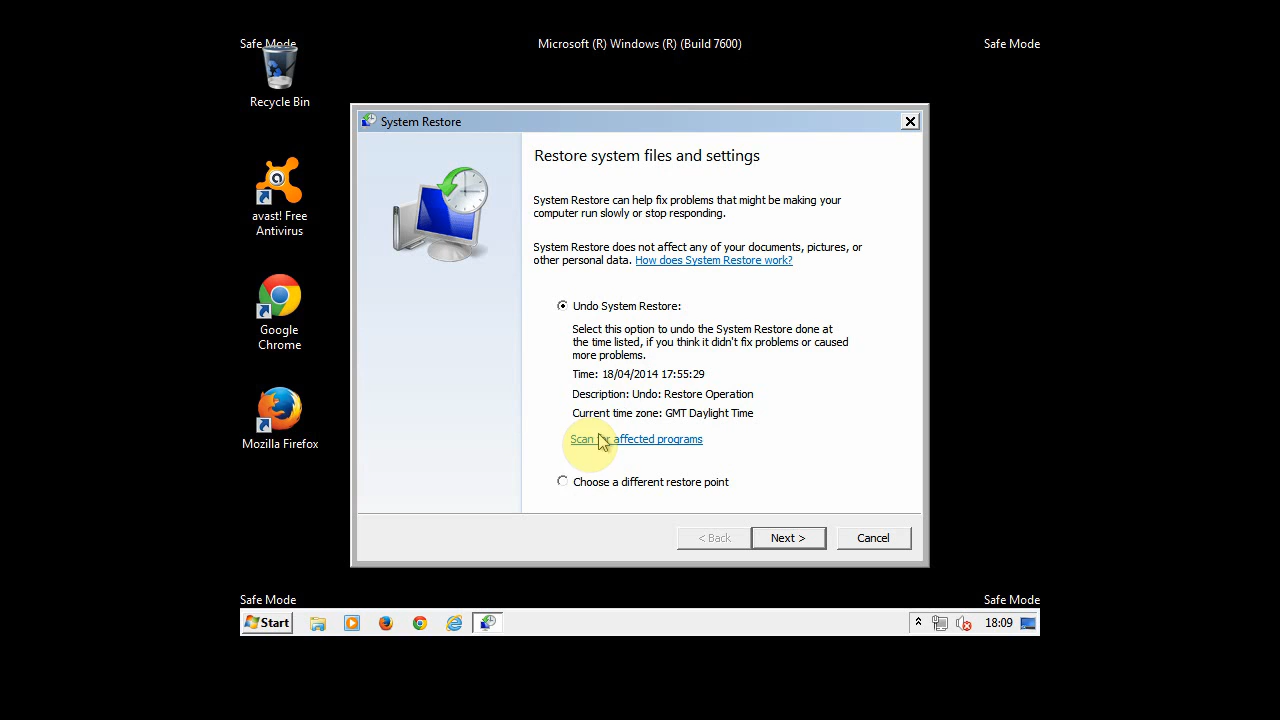 Safe Mode
Microsoft (R) Windows (R) (Build 7600)
Safe Mode
Recycle Bin
avast! Free
Antivirus
Google
Chrome
Mozilla Firefox
System Restore
Restore system files and settings
System Restore can help fix problems that might be making your
computer run slowly or stop responding.
System Restore does not affect any of your documents, pictures, or
other personal data. How does System Restore work?
Undo System Restore:
Select this option to undo the System Restore done at
the time listed, if you think it didn't fix problems or caused
more problems.
Time: 18/04/2014 17:55:29
Description: Undo: Restore Operation
Current time zone: GMT Daylight Time
Scan for affected programs
Choose a different restore point
< Back
Next >
Cancel
Safe Mode
Safe Mode
Start
18:09